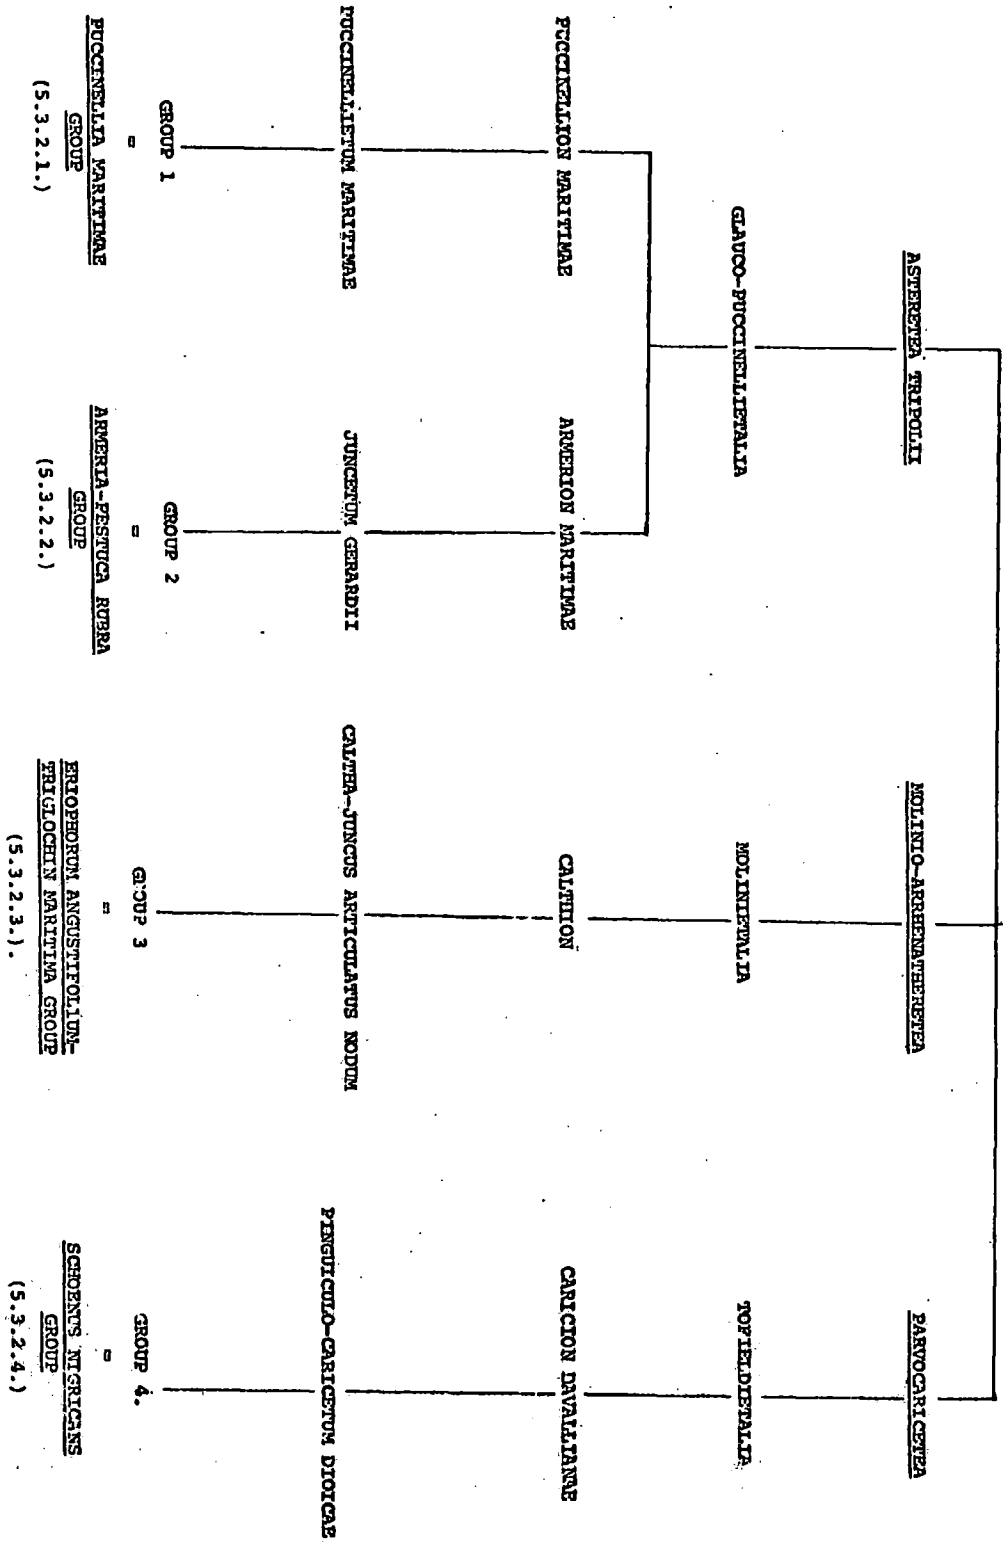 ASTERETEA TRIPOLII
MOLINIO-ARRHENATHERETEA
PARVOCARICETEA
GLAUCO-PUCCINELLIETALIA
MOLINIETALIA
TOFIELDIETALIA
PUCCINELLION MARITIMAE
ARMERION MARITIMAE
CALTHION
CARICION DAVALLIANAE
PUCCINELLIETUM MARITIMAE
JUNCETUM GERARDII
CALTHA-JUNCUS ARTICULATUS NODUM
PINGUICULO-CARICETUM DIOICAE
GROUP 1
GROUP 2
GROUP 3
GROUP 4.
=
=
=
=
PUCCINELLIA MARITIMAE
GROUP
(5.3.2.1.)
ARMERIA-FESTUCA RUBRA
GROUP
(5.3.2.2.)
ERIOPHORUM ANGUSTIFOLIUM-
TRIGLOCHIN MARITIMA GROUP
(5.3.2.3.).
SCHOENUS NIGRICANS
GROUP
(5.3.2.4.)